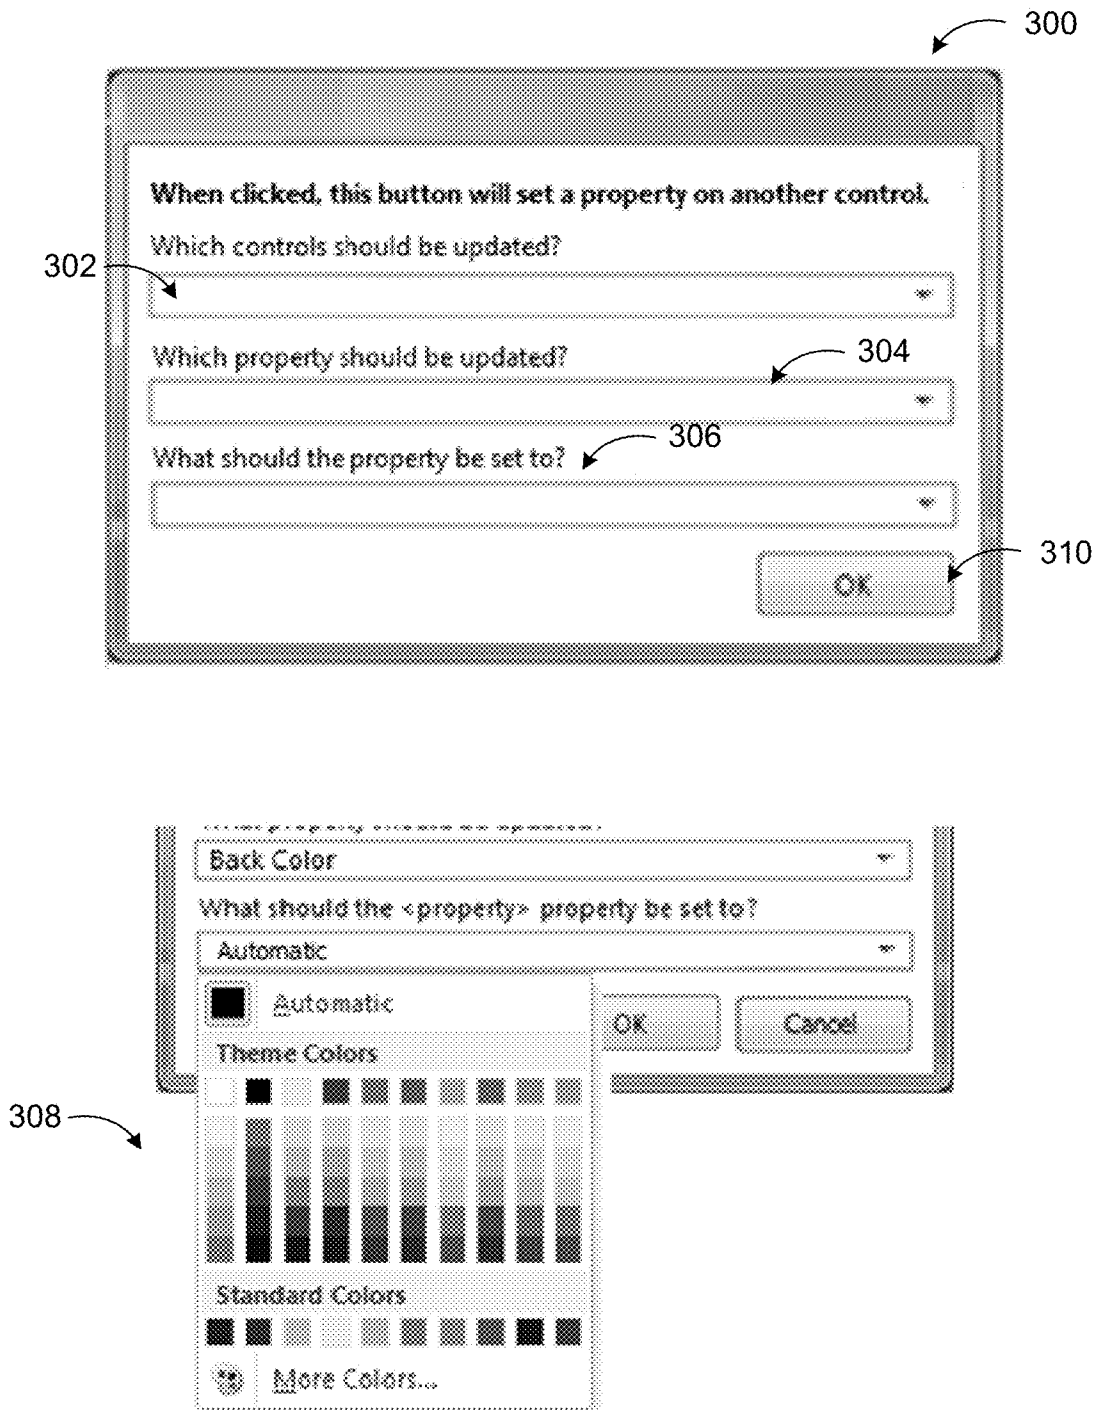 300
When clicked, this button will set a property on another control.
Which controls should be updated?
302
Which property should be updated?
304
What should the property be set to?
306
OK
310
Back Color
What should the <property> property be set to?
Automatic
Automatic
OK
Cancel
Theme Colors
308
Standard Colors
More Colors...